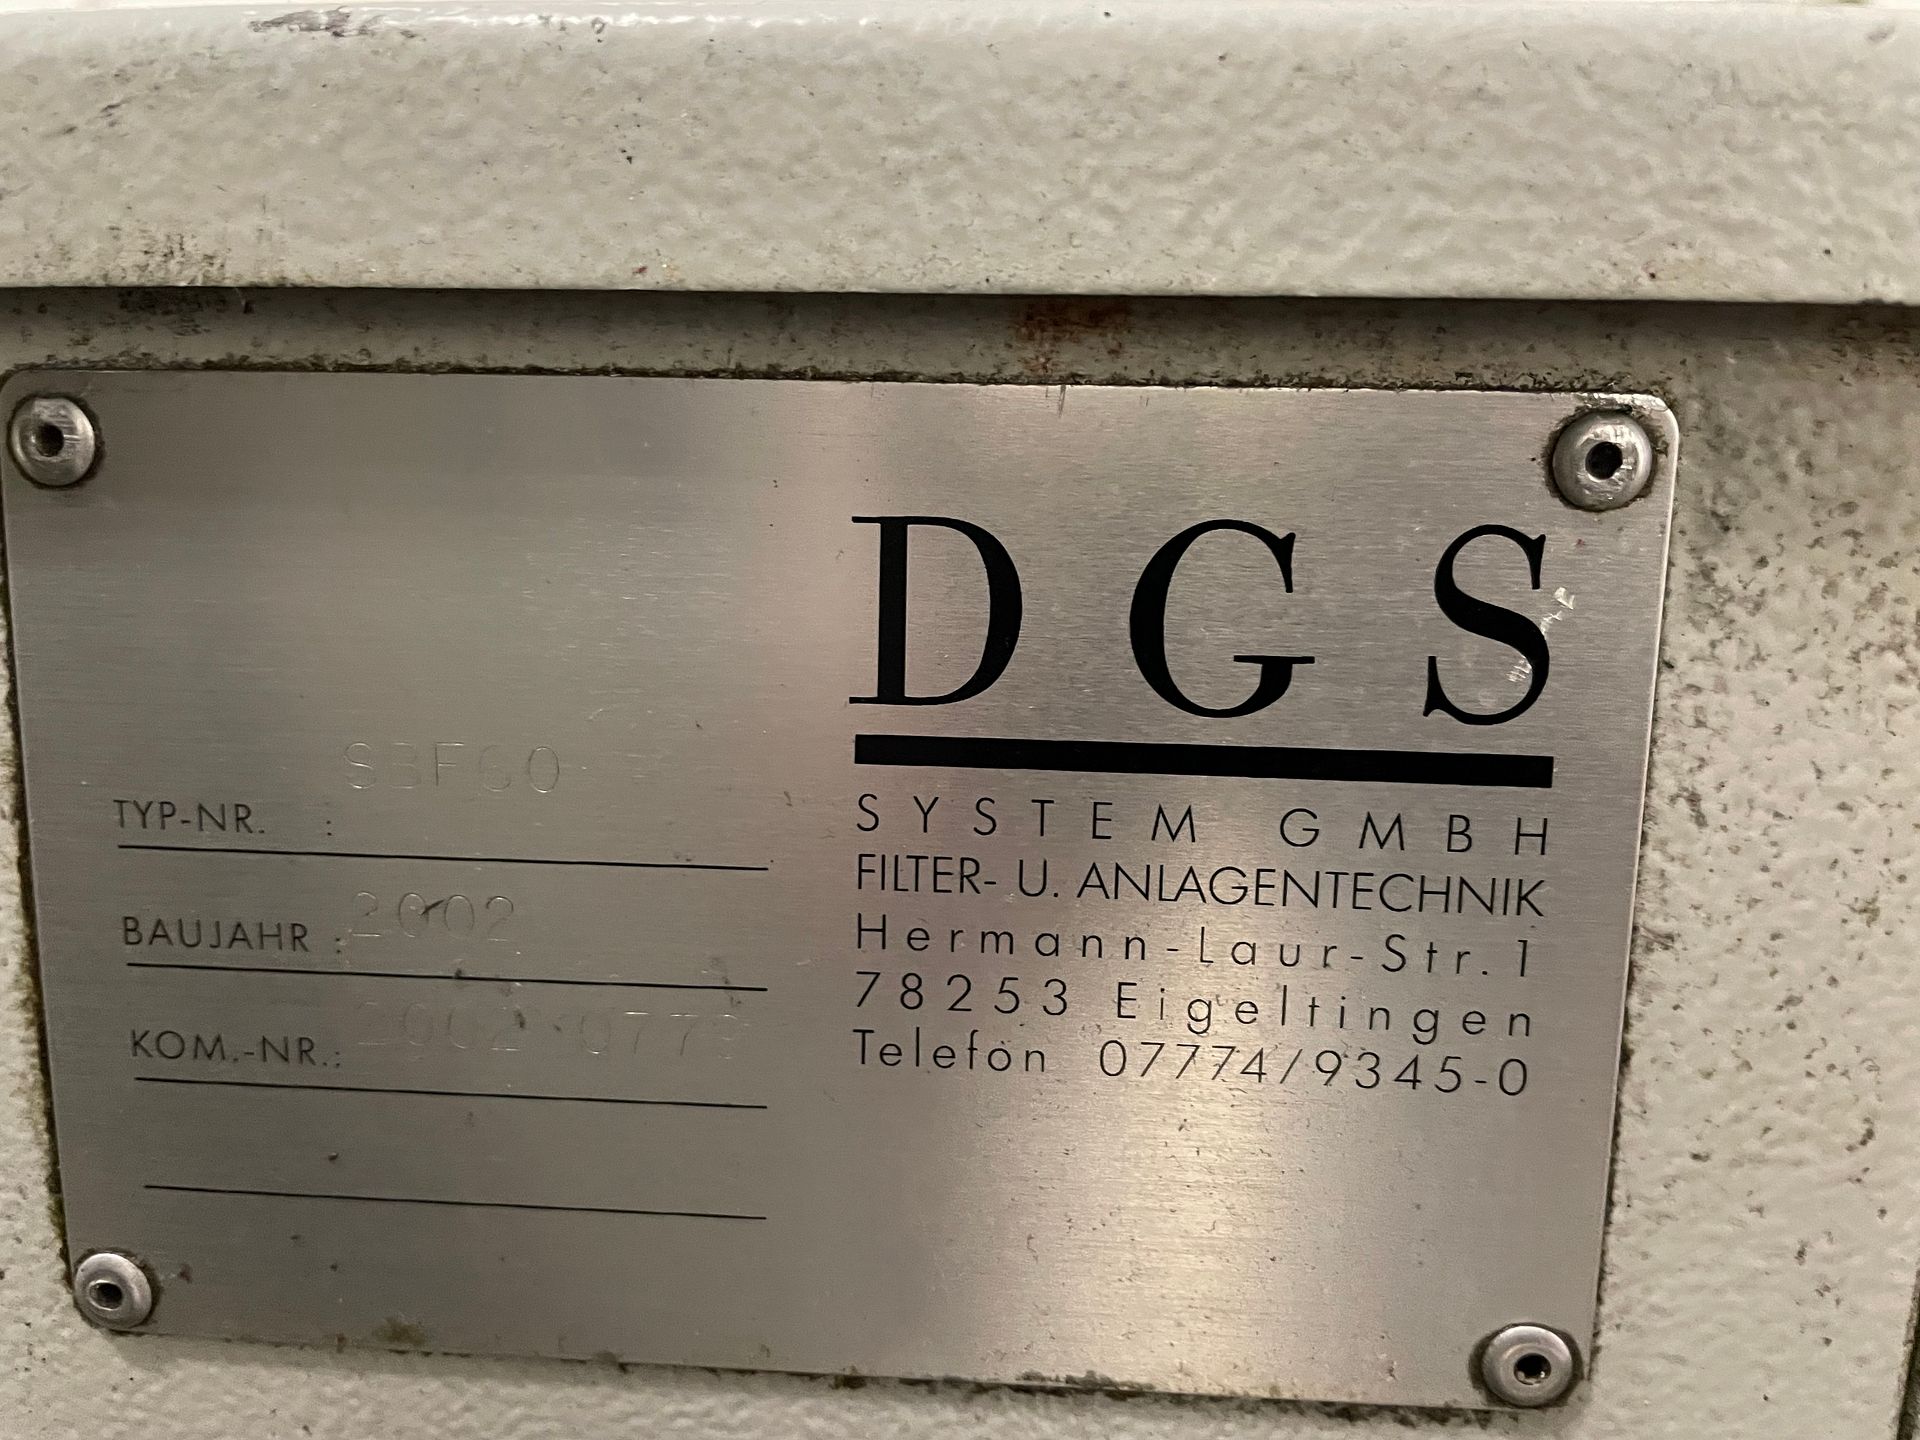 DGS
SYSTEM GMBH
FILTER- U. ANLAGENTECHNIK
Hermann-Laur-Str. 1
78253 Eigeltingen
Telefon 07774/9345-0
TYP-NR. :
BAUJAHR : 2002
KOM.-NR.: